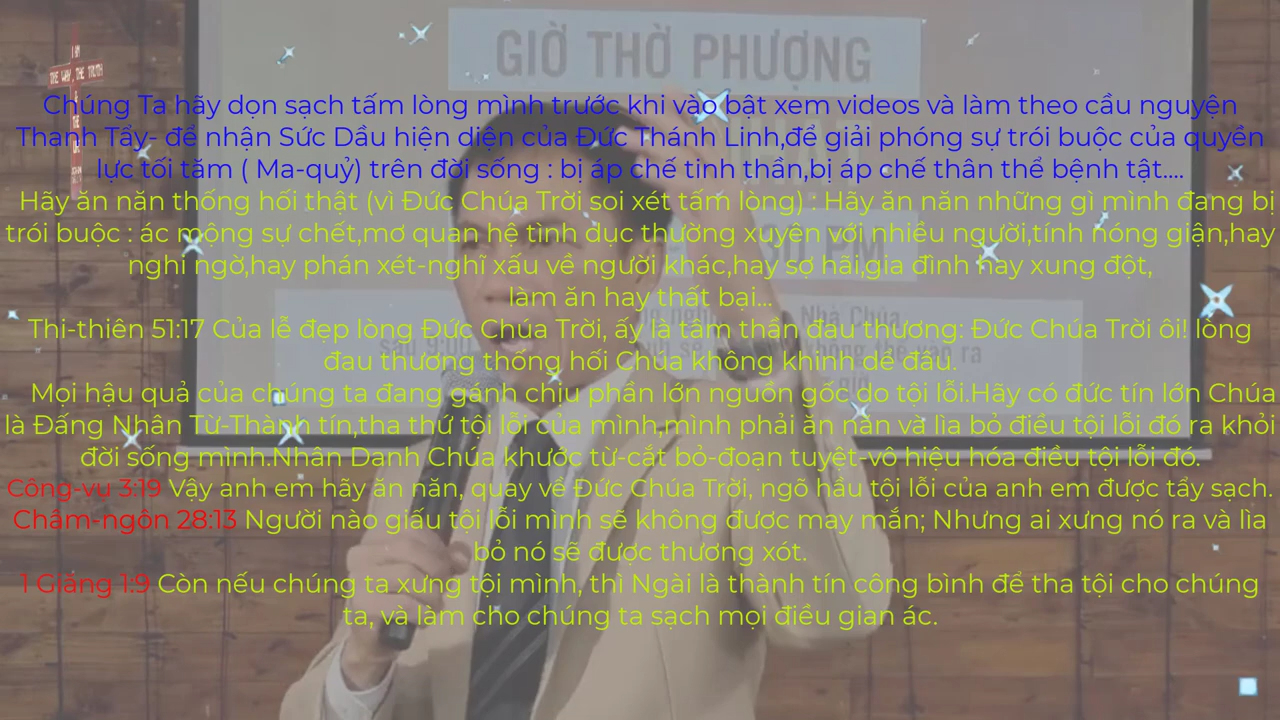 GIỜ THỜ PHƯỢNG
I AM
THE WAY, THE TRUTH
Chúng Ta hãy dọn sạch tấm lòng mình trước khi vào bật xem videos và làm theo cầu nguyện
Thanh Tẩy- để nhận Sức Dầu hiện diện của Đức Thánh Linh,để giải phóng sự trói buộc của quyền
lực tối tăm ( Ma-quỷ) trên đời sống : bị áp chế tinh thần,bị áp chế thân thể bệnh tật....
Hãy ăn năn thống hối thật (vì Đức Chúa Trời soi xét tấm lòng) : Hãy ăn năn những gì mình đang bị
trói buộc : ác mộng sự chết,mơ quan hệ tình dục thường xuyên với nhiều người,tính nóng giận,hay
nghi ngờ,hay phán xét-nghĩ xấu về người khác,hay sợ hãi,gia đình hay xung đột,
làm ăn hay thất bại...
Thi-thiên 51:17 Của lễ đẹp lòng Đức Chúa Trời, ấy là tâm thần đau thương: Đức Chúa Trời ôi! lòng
đau thương thống hối Chúa không khinh dể đâu.
Mọi hậu quả của chúng ta đang gánh chịu phần lớn nguồn gốc do tội lỗi.Hãy có đức tín lớn Chúa
là Đấng Nhân Từ-Thành tín,tha thứ tội lỗi của mình,mình phải ăn năn và lìa bỏ điều tội lỗi đó ra khỏi
đời sống mình.Nhân Danh Chúa khước từ-cắt bỏ-đoạn tuyệt-vô hiệu hóa điều tội lỗi đó.
Công-vụ 3:19 Vậy anh em hãy ăn năn, quay về Đức Chúa Trời, ngõ hầu tội lỗi của anh em được tẩy sạch.
Châm-ngôn 28:13 Người nào giấu tội lỗi mình sẽ không được may mắn; Nhưng ai xưng nó ra và lìa
bỏ nó sẽ được thương xót.
1 Giăng 1:9 Còn nếu chúng ta xưng tội mình, thì Ngài là thành tín công bình để tha tội cho chúng
ta, và làm cho chúng ta sạch mọi điều gian ác.